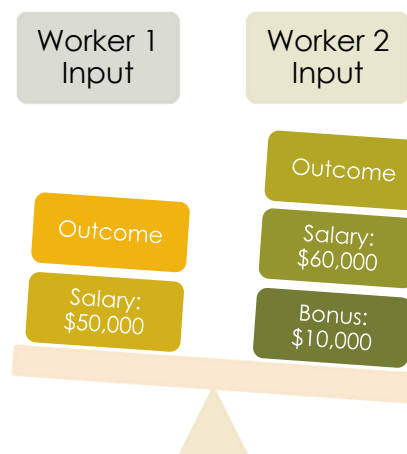 Worker 1
Input
Worker 2
Input
Outcome
Salary:
$50,000
Outcome
Salary:
$60,000
Bonus:
$10,000